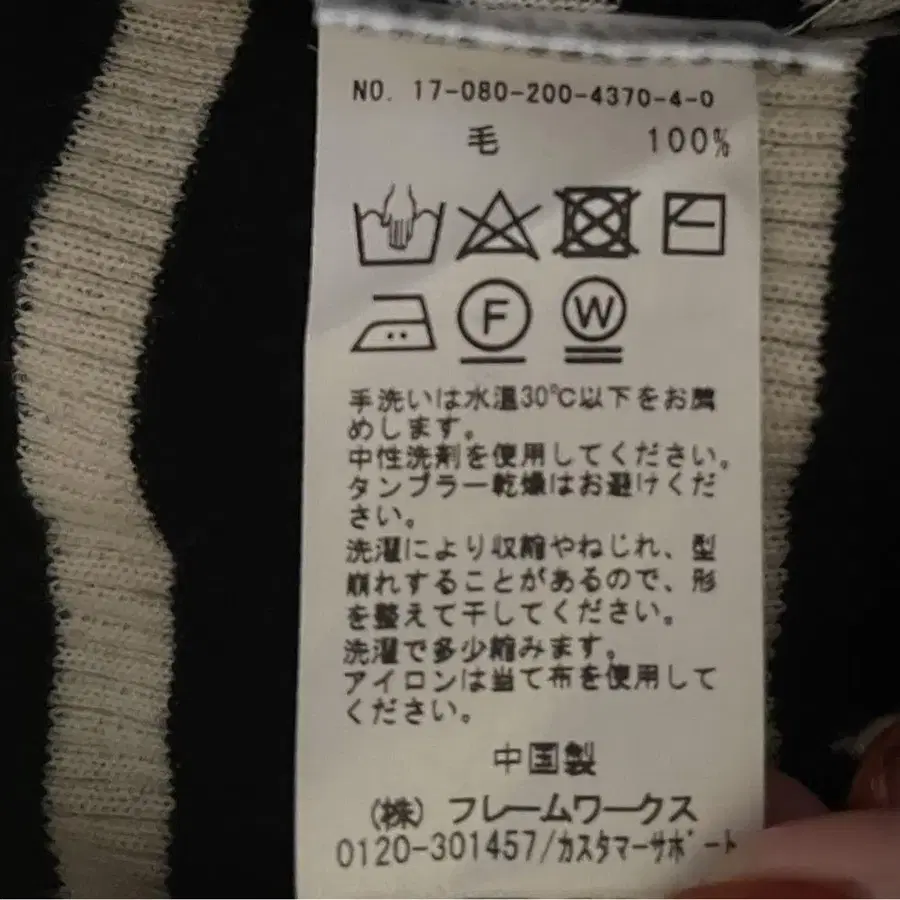 NO. 17-080-200-4370-4-0
毛 100%
F W
手洗いは水温30℃以下をお薦
めします。
中性洗剤を使用してください。
タンブラー乾燥はお避けくだ
さい。
洗濯により収縮やねじれ、型
崩れすることがあるので、形
を整えて干してください。
洗濯で多少縮みます。
アイロンは当て布を使用して
ください。
中国製
(株) フレームワークス
0120-301457/カスタマーサポート